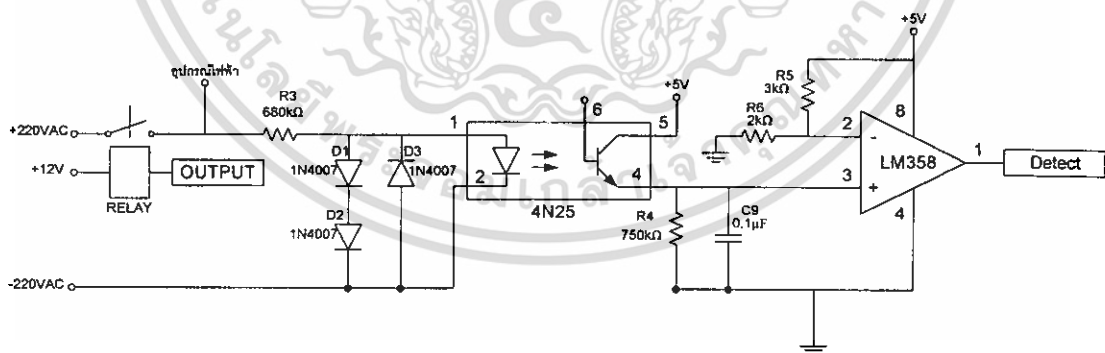 +5V
อุปกรณ์ไฟฟ้า
R3
680kΩ
+220VAC
+12V
RELAY
OUTPUT
D1
1N4007
D3
1N4007
D2
1N4007
-220VAC
1
2
6
5
4
4N25
+5V
R4
750kΩ
C9
0.1µF
R5
3kΩ
R6
2kΩ
2
3
8
4
1
-
+
LM358
Detect